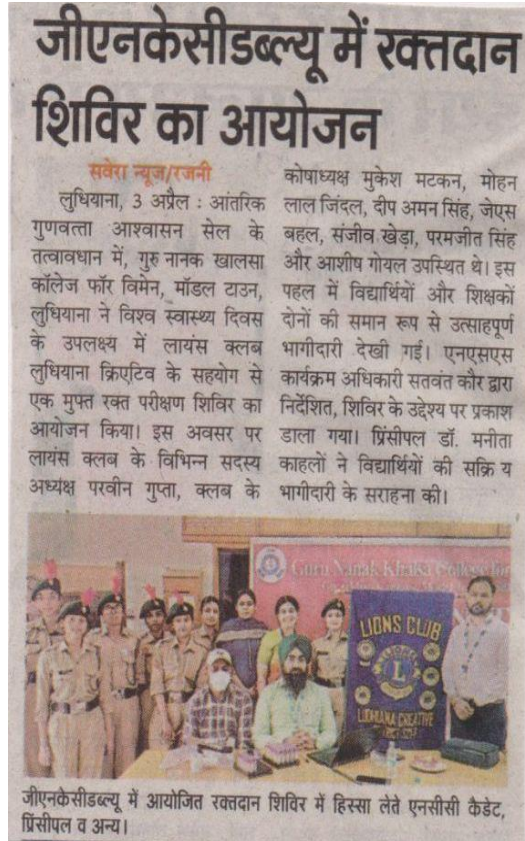 जीएनकेसीडब्ल्यू में रक्तदान
शिविर का आयोजन
सवेरा न्यूज/रजनी
लुधियाना, 3 अप्रैल : आंतरिक
गुणवत्ता आश्वासन सेल के
तत्वावधान में, गुरु नानक खालसा
कॉलेज फॉर विमेन, मॉडल टाउन,
लुधियाना ने विश्व स्वास्थ्य दिवस
के उपलक्ष्य में लायंस क्लब
लुधियाना क्रिएटिव के सहयोग से
एक मुफ्त रक्त परीक्षण शिविर का
आयोजन किया। इस अवसर पर
लायंस क्लब के विभिन्न सदस्य
अध्यक्ष परवीन गुप्ता, क्लब के
कोषाध्यक्ष मुकेश मटकन, मोहन
लाल जिंदल, दीप अमन सिंह, जेएस
बहल, संजीव खेड़ा, परमजीत सिंह
और आशीष गोयल उपस्थित थे। इस
पहल में विद्यार्थियों और शिक्षकों
दोनों की समान रूप से उत्साहपूर्ण
भागीदारी देखी गई। एनएसएस
कार्यक्रम अधिकारी सतवंत कौर द्वारा
निर्देशित, शिविर के उद्देश्य पर प्रकाश
डाला गया। प्रिंसीपल डॉ. मनीता
काहलों ने विद्यार्थियों की सक्रि य
भागीदारी के सराहना की।
Guru Nanak Khalsa College for
LIONS CLUB
L
LUDHIANA CREATIVE
जीएनकेसीडब्ल्यू में आयोजित रक्तदान शिविर में हिस्सा लेते एनसीसी कैडेट,
प्रिंसीपल व अन्य।